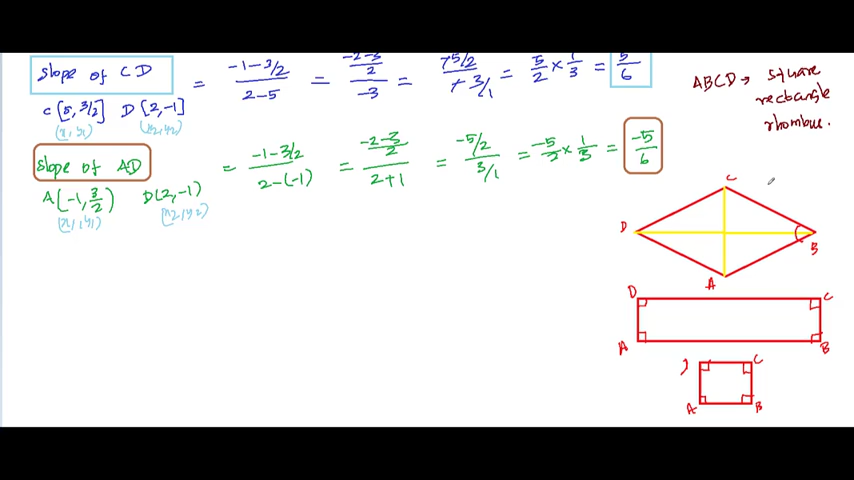 slope of CD = -1-3/2 / 2-5 = -2-3/2 / -3 = +5/2 / +3/1 = 5/2 × 1/3 = 5/6
C[5, 3/2] D[2, -1]
(x1, y1) (x2, y2)
slope of AD = -1-3/2 / 2-(-1) = -2-3/2 / 2+1 = -5/2 / 3/1 = -5/2 × 1/3 = -5/6
A(-1, 3/2) D(2, -1)
(x1, y1) (x2, y2)
ABCD → square
rectangle
rhombus.
C
D
B
A
D C
A B
C
A B